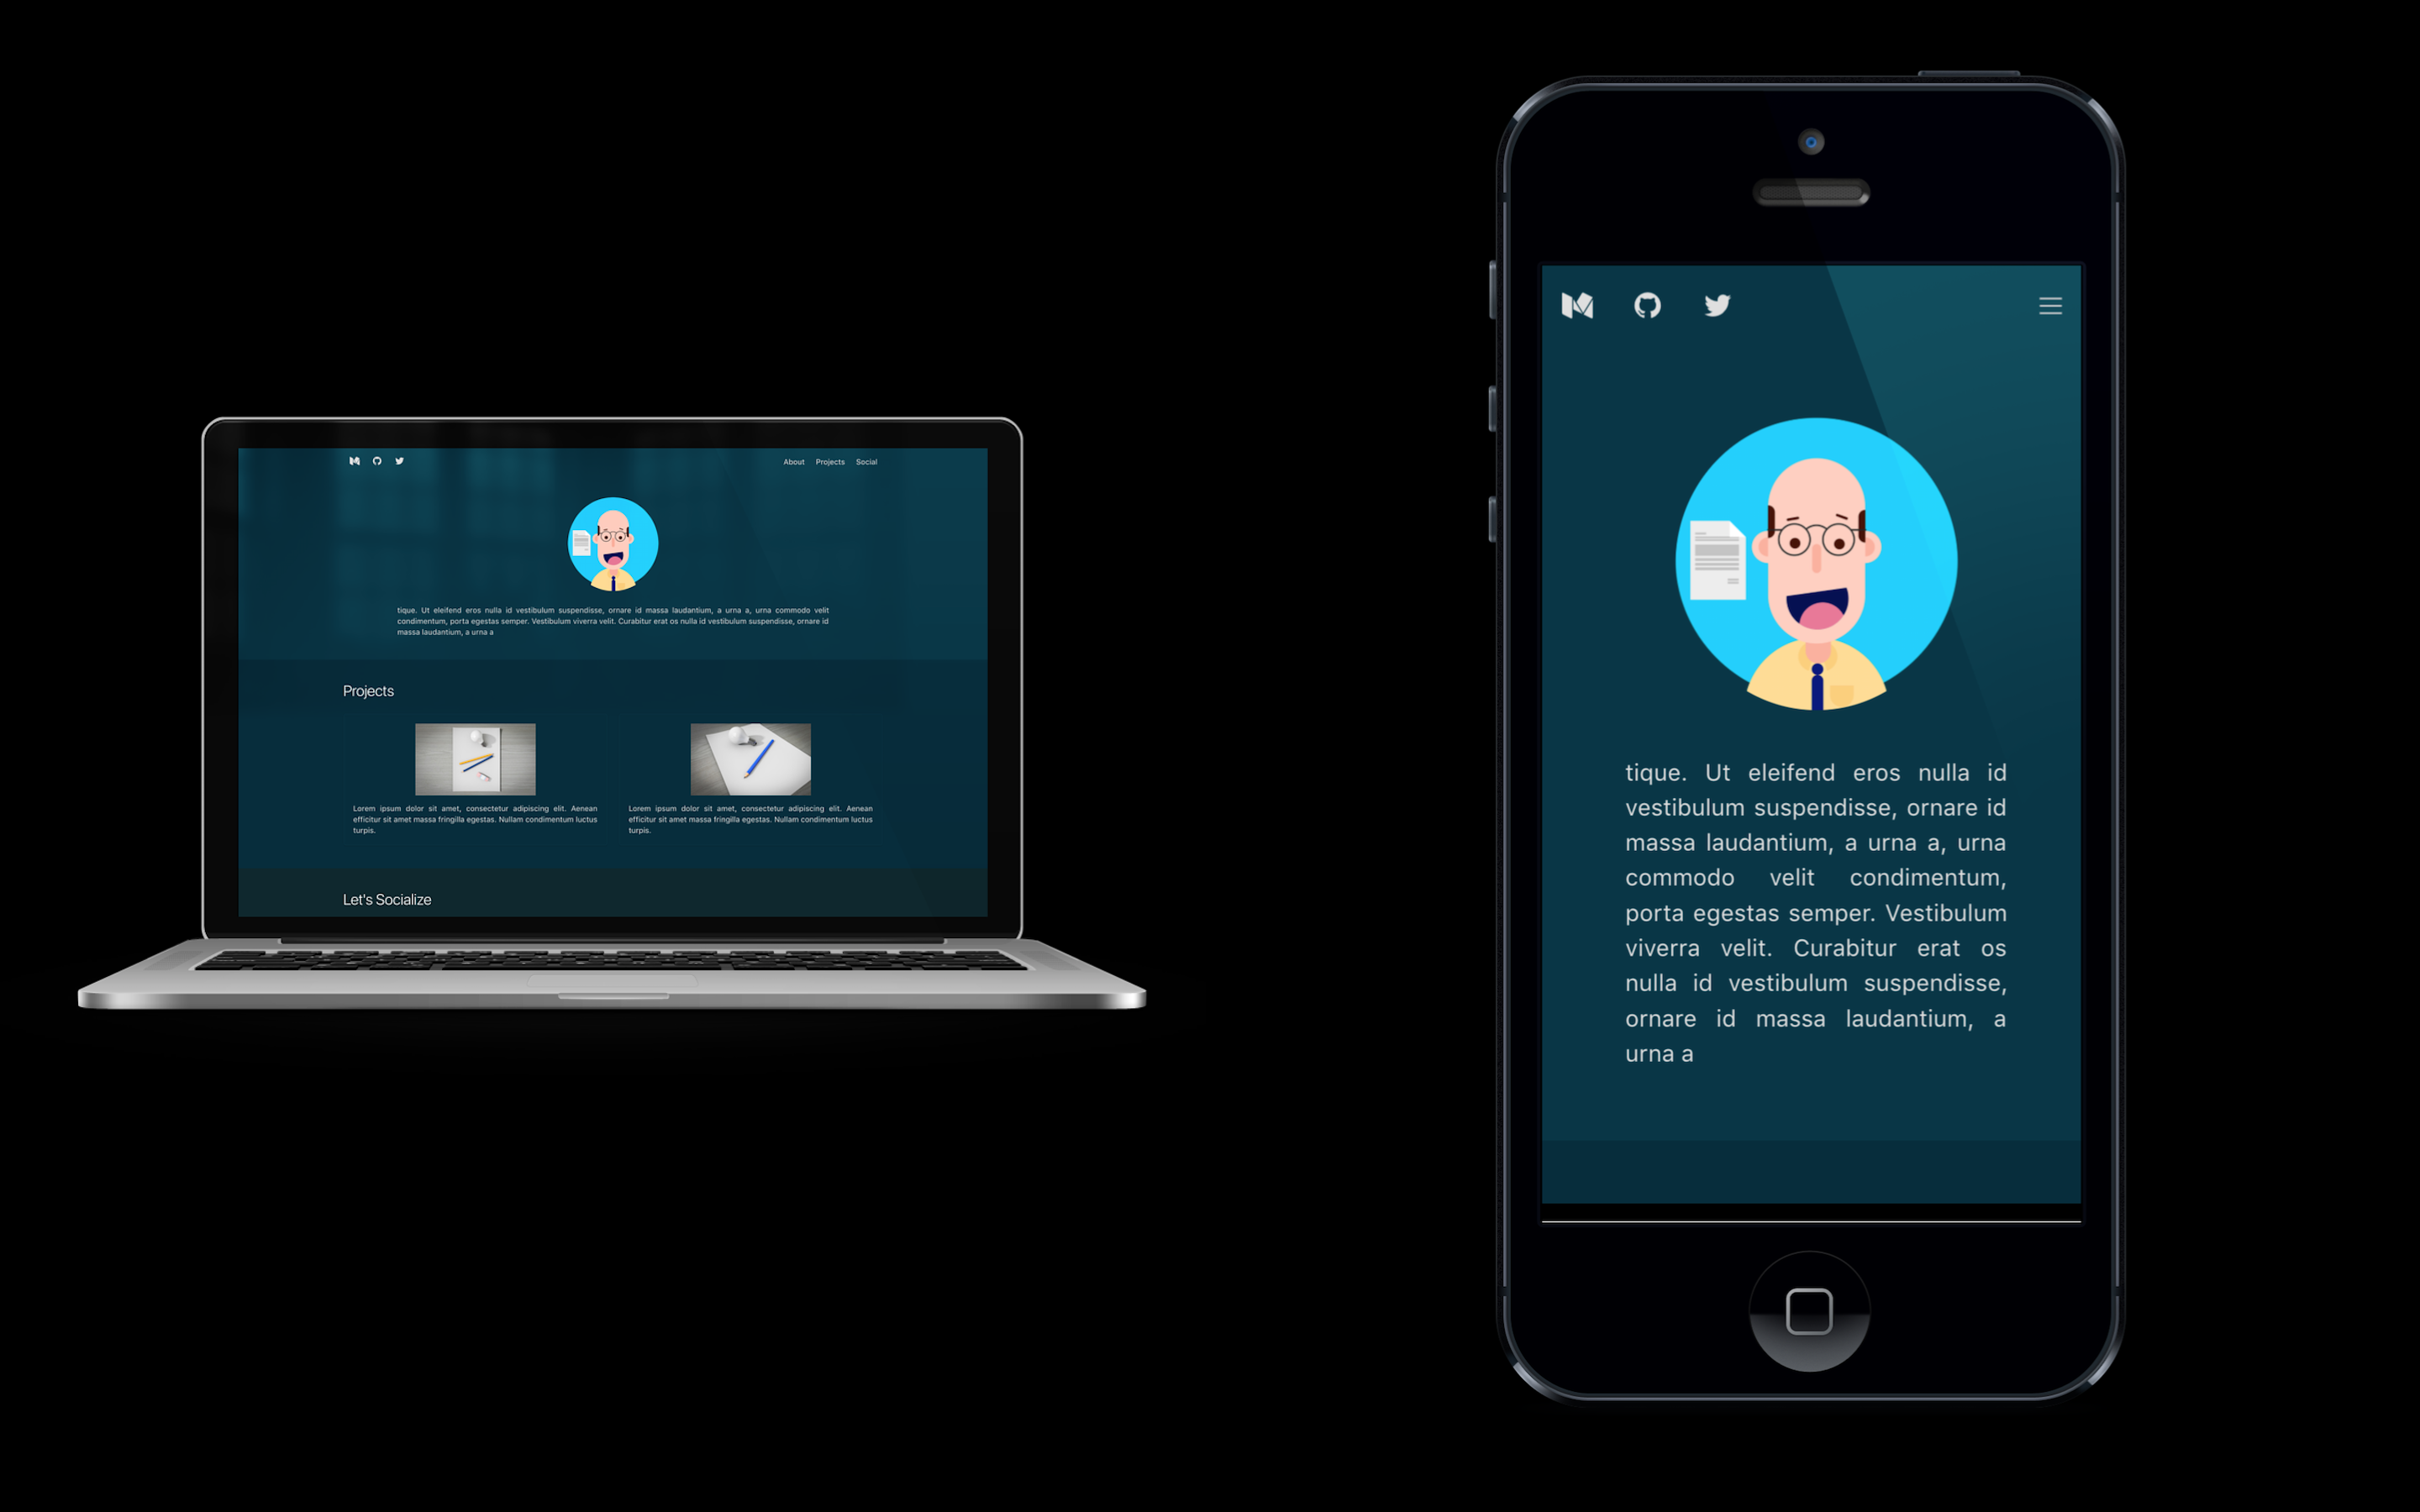 About Projects Social
tique. Ut eleifend eros nulla id vestibulum suspendisse, ornare id massa laudantium, a urna a, urna commodo velit
condimentum, porta egestas semper. Vestibulum viverra velit. Curabitur erat os nulla id vestibulum suspendisse, ornare id
massa laudantium, a urna a
Projects
Lorem ipsum dolor sit amet, consectetur adipiscing elit. Aenean
efficitur sit amet massa fringilla egestas. Nullam condimentum luctus
turpis.
Lorem ipsum dolor sit amet, consectetur adipiscing elit. Aenean
efficitur sit amet massa fringilla egestas. Nullam condimentum luctus
turpis.
Let's Socialize
tique. Ut eleifend eros nulla id
vestibulum suspendisse, ornare id
massa laudantium, a urna a, urna
commodo velit condimentum,
porta egestas semper. Vestibulum
viverra velit. Curabitur erat os
nulla id vestibulum suspendisse,
ornare id massa laudantium, a
urna a